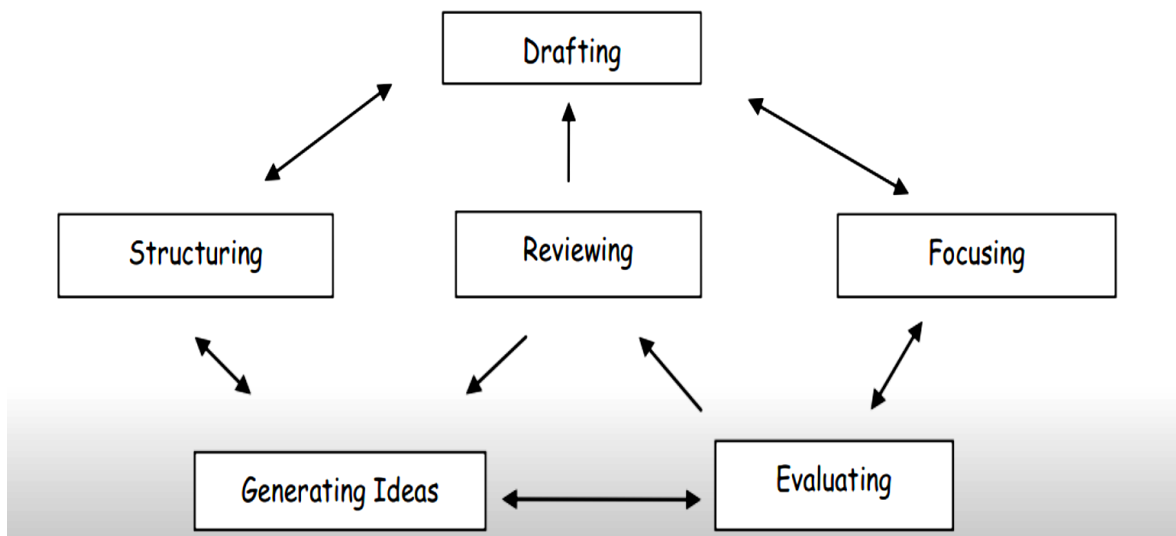 Drafting
Structuring
Reviewing
Focusing
Generating Ideas
Evaluating